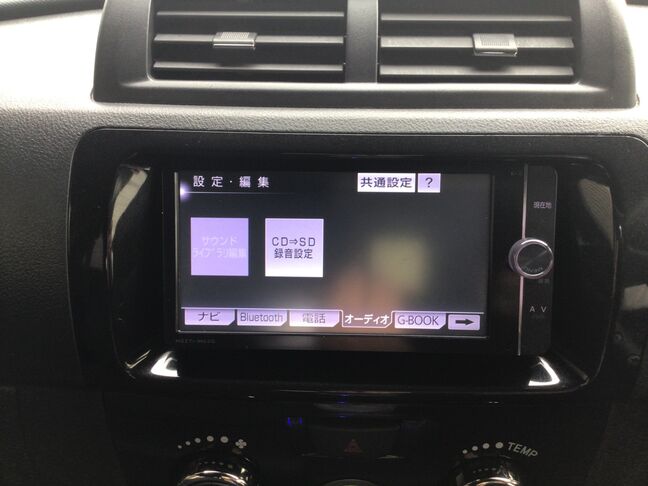 設定・編集
共通設定
?
現在地
サウンド
ライブラリ編集
CD⇒SD
録音設定
AV
ナビ
Bluetooth
電話
オーディオ
G-BOOK
TEMP